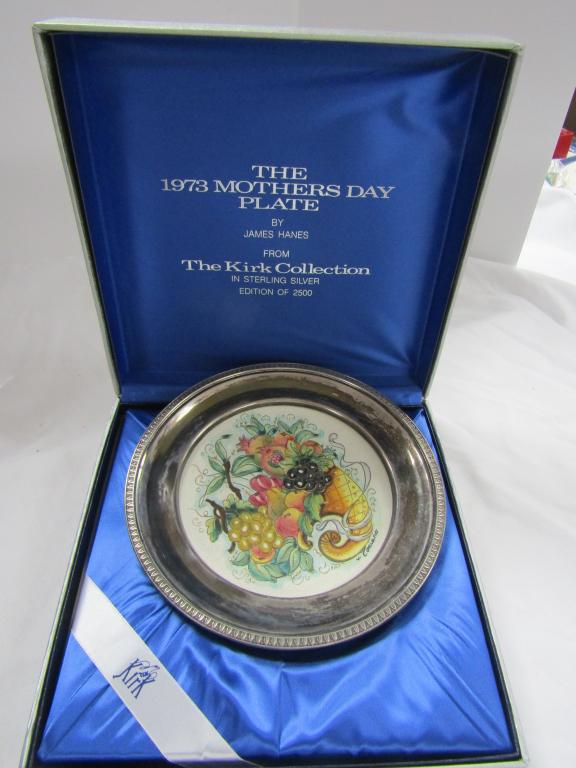 THE
1973 MOTHERS DAY
PLATE
BY
JAMES HANES
FROM
The Kirk Collection
IN STERLING SILVER
EDITION OF 2500
Kirk